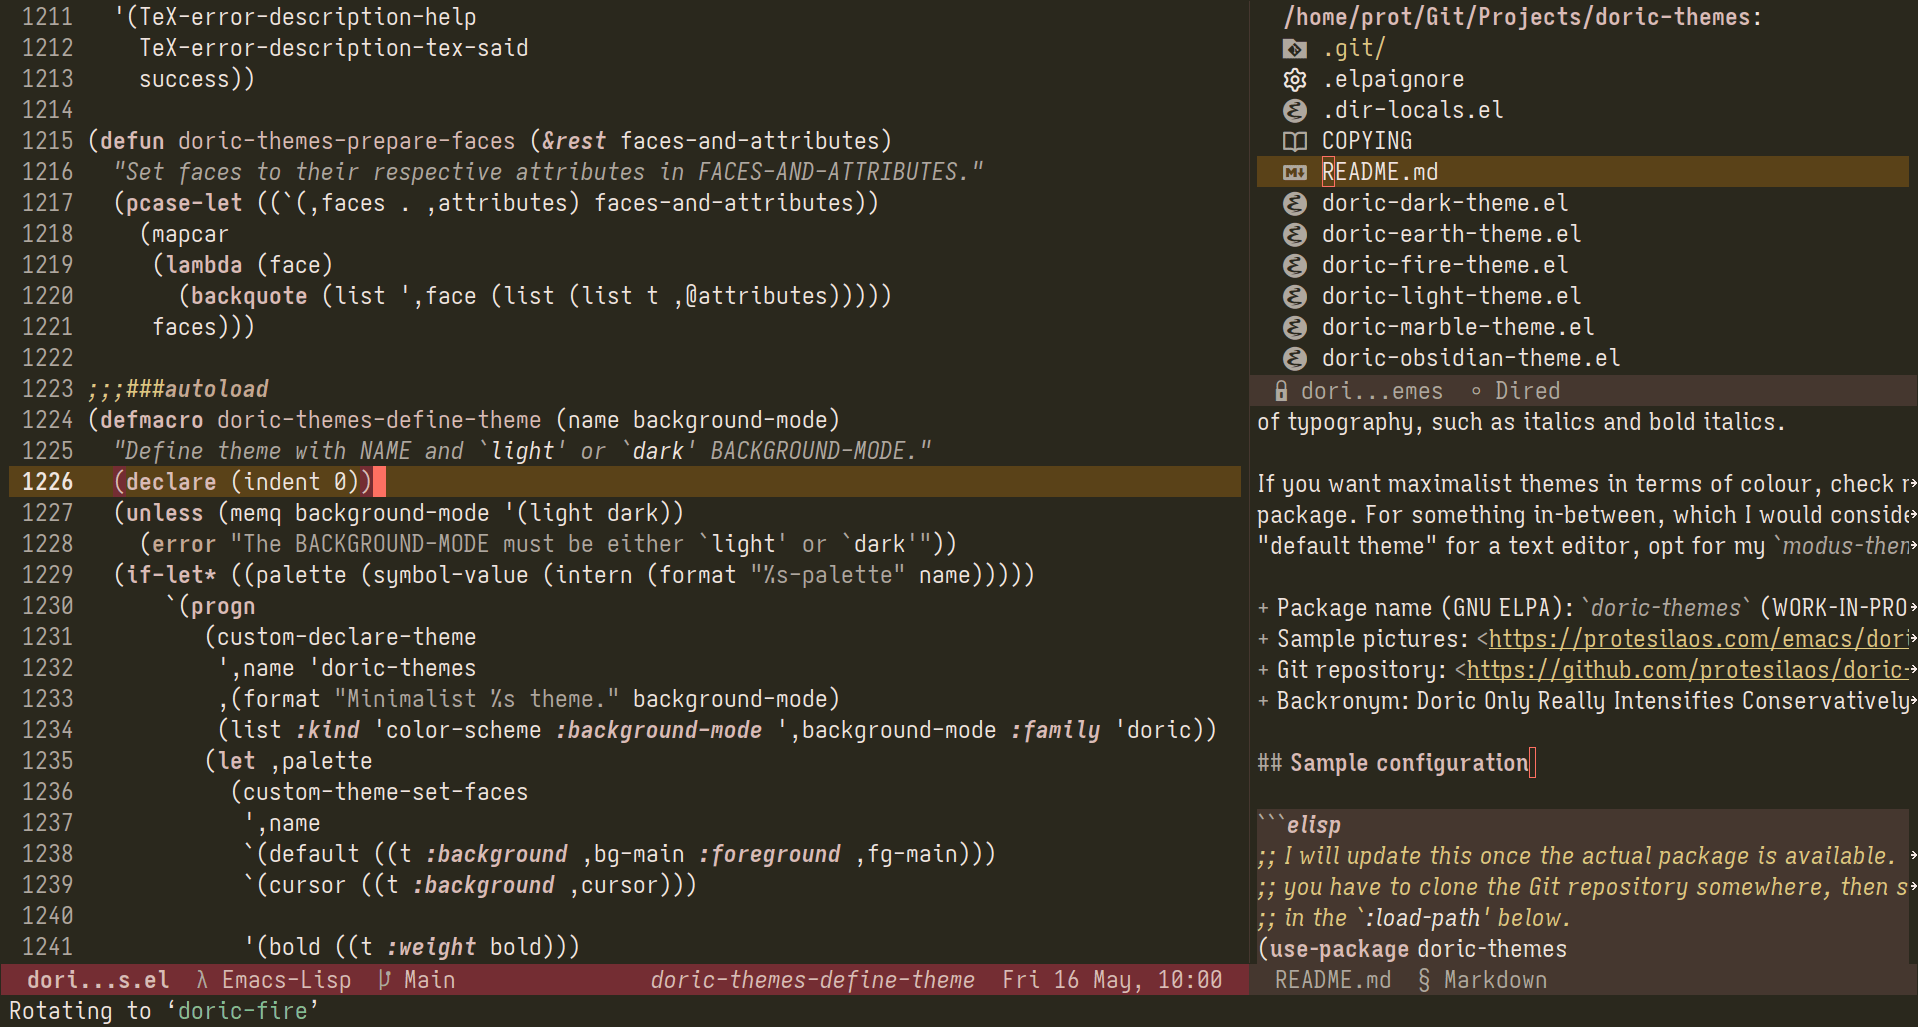 1211     '(TeX-error-description-help
1212       TeX-error-description-tex-said
1213       success))
1214
1215 (defun doric-themes-prepare-faces (&rest faces-and-attributes)
1216   "Set faces to their respective attributes in FACES-AND-ATTRIBUTES."
1217   (pcase-let ((`(,faces . ,attributes) faces-and-attributes))
1218     (mapcar
1219      (lambda (face)
1220        (backquote (list ',face (list (list t ,@attributes)))))
1221      faces)))
1222
1223 ;;;###autoload
1224 (defmacro doric-themes-define-theme (name background-mode)
1225   "Define theme with NAME and `light' or `dark' BACKGROUND-MODE."
1226   (declare (indent 0))
1227   (unless (memq background-mode '(light dark))
1228     (error "The BACKGROUND-MODE must be either `light' or `dark'"))
1229   (if-let* ((palette (symbol-value (intern (format "%s-palette" name)))))
1230       `(progn
1231          (custom-declare-theme
1232           ',name 'doric-themes
1233           ,(format "Minimalist %s theme." background-mode)
1234           (list :kind 'color-scheme :background-mode ',background-mode :family 'doric))
1235          (let ,palette
1236            (custom-theme-set-faces
1237             ',name
1238             `(default ((t :background ,bg-main :foreground ,fg-main)))
1239             `(cursor ((t :background ,cursor)))
1240
1241             '(bold ((t :weight bold)))
dori...s.el λ Emacs-Lisp Main doric-themes-define-theme Fri 16 May, 10:00
Rotating to ‘doric-fire’
/home/prot/Git/Projects/doric-themes:
.git/
.elpaignore
.dir-locals.el
COPYING
README.md
doric-dark-theme.el
doric-earth-theme.el
doric-fire-theme.el
doric-light-theme.el
doric-marble-theme.el
doric-obsidian-theme.el
dori...emes ∘ Dired
of typography, such as italics and bold italics.

If you want maximalist themes in terms of colour, check
package. For something in-between, which I would conside
"default theme" for a text editor, opt for my `modus-then

+ Package name (GNU ELPA): `doric-themes` (WORK-IN-PRO
+ Sample pictures: <https://protesilaos.com/emacs/dori
+ Git repository: <https://github.com/protesilaos/doric-
+ Backronym: Doric Only Really Intensifies Conservatively

## Sample configuration

```elisp
;; I will update this once the actual package is available.
;; you have to clone the Git repository somewhere, then s
;; in the `:load-path' below.
(use-package doric-themes
README.md § Markdown